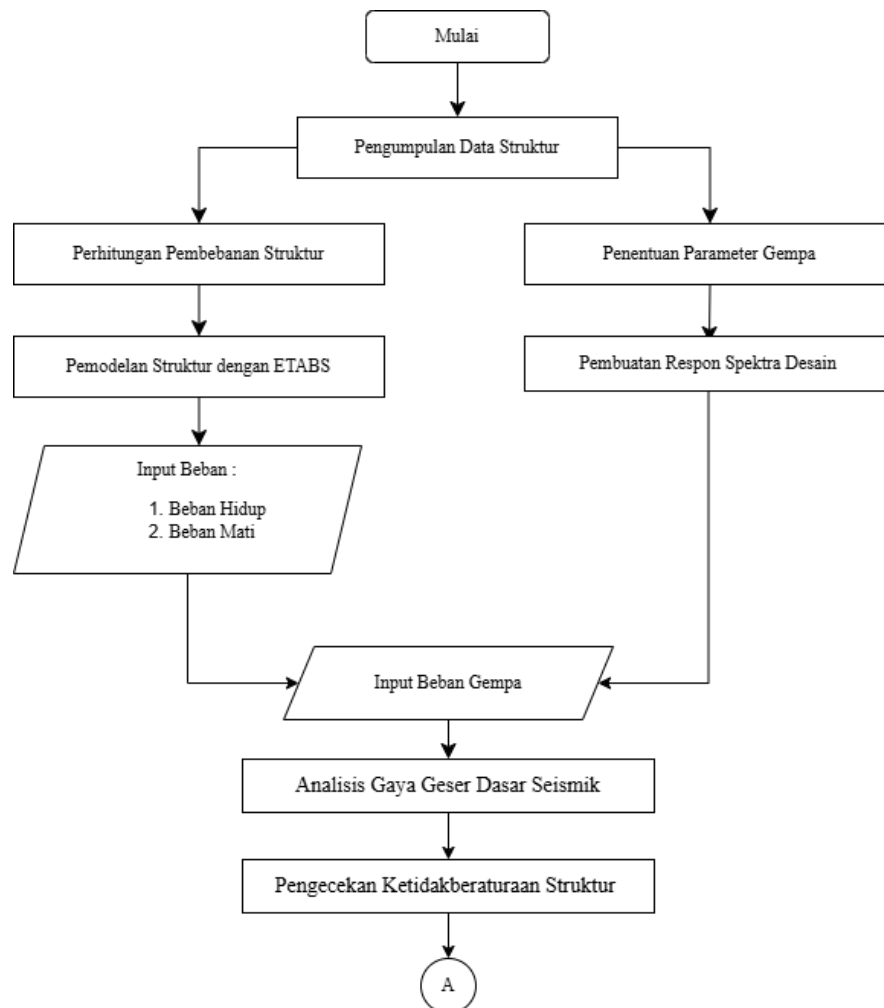 Mulai
Pengumpulan Data Struktur
Perhitungan Pembebanan Struktur
Penentuan Parameter Gempa
Pemodelan Struktur dengan ETABS
Pembuatan Respon Spektra Desain
Input Beban :
1. Beban Hidup
2. Beban Mati
Input Beban Gempa
Analisis Gaya Geser Dasar Seismik
Pengecekan Ketidakberaturaan Struktur
A